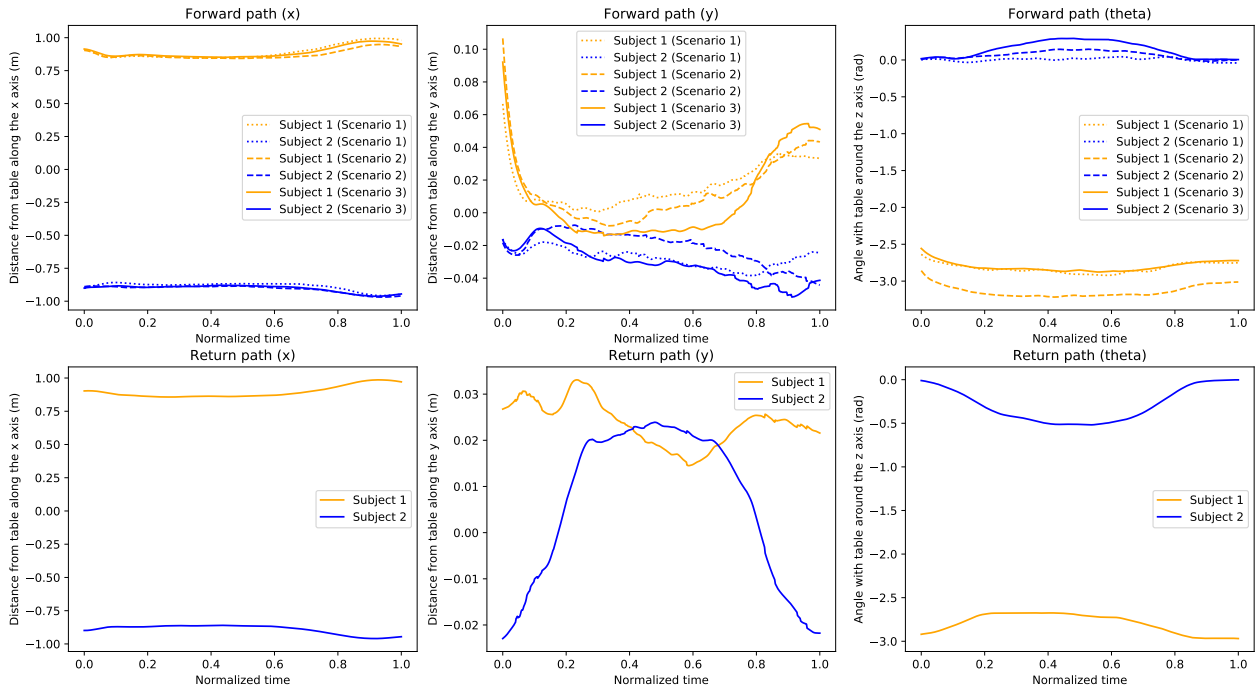 Forward path (x)
Distance from table along the x axis (m)
1.00
0.75
0.50
0.25
0.00
−0.25
−0.50
−0.75
−1.00
Subject 1 (Scenario 1)
Subject 2 (Scenario 1)
Subject 1 (Scenario 2)
Subject 2 (Scenario 2)
Subject 1 (Scenario 3)
Subject 2 (Scenario 3)
0.0 0.2 0.4 0.6 0.8 1.0
Normalized time
Forward path (y)
Distance from table along the y axis (m)
0.10
0.08
0.06
0.04
0.02
0.00
−0.02
−0.04
Subject 1 (Scenario 1)
Subject 2 (Scenario 1)
Subject 1 (Scenario 2)
Subject 2 (Scenario 2)
Subject 1 (Scenario 3)
Subject 2 (Scenario 3)
0.0 0.2 0.4 0.6 0.8 1.0
Normalized time
Forward path (theta)
Angle with table around the z axis (rad)
0.0
−0.5
−1.0
−1.5
−2.0
−2.5
−3.0
Subject 1 (Scenario 1)
Subject 2 (Scenario 1)
Subject 1 (Scenario 2)
Subject 2 (Scenario 2)
Subject 1 (Scenario 3)
Subject 2 (Scenario 3)
0.0 0.2 0.4 0.6 0.8 1.0
Normalized time
Return path (x)
Distance from table along the x axis (m)
1.00
0.75
0.50
0.25
0.00
−0.25
−0.50
−0.75
−1.00
Subject 1
Subject 2
0.0 0.2 0.4 0.6 0.8 1.0
Normalized time
Return path (y)
Distance from table along the y axis (m)
0.03
0.02
0.01
0.00
−0.01
−0.02
Subject 1
Subject 2
0.0 0.2 0.4 0.6 0.8 1.0
Normalized time
Return path (theta)
Angle with table around the z axis (rad)
0.0
−0.5
−1.0
−1.5
−2.0
−2.5
−3.0
Subject 1
Subject 2
0.0 0.2 0.4 0.6 0.8 1.0
Normalized time